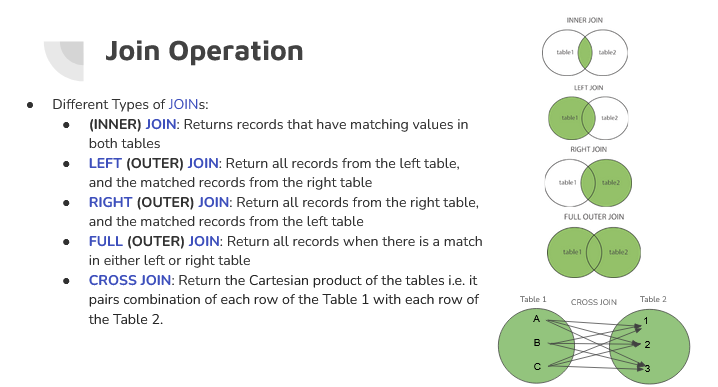 Join Operation
● Different Types of JOINs:
● (INNER) JOIN: Returns records that have matching values in
both tables
● LEFT (OUTER) JOIN: Return all records from the left table,
and the matched records from the right table
● RIGHT (OUTER) JOIN: Return all records from the right table,
and the matched records from the left table
● FULL (OUTER) JOIN: Return all records when there is a match
in either left or right table
● CROSS JOIN: Return the Cartesian product of the tables i.e. it
pairs combination of each row of the Table 1 with each row of
the Table 2.
INNER JOIN
table1 table2
LEFT JOIN
table1 table2
RIGHT JOIN
table1 table2
FULL OUTER JOIN
table1 table2
Table 1 CROSS JOIN Table 2
A 1
B 2
C 3